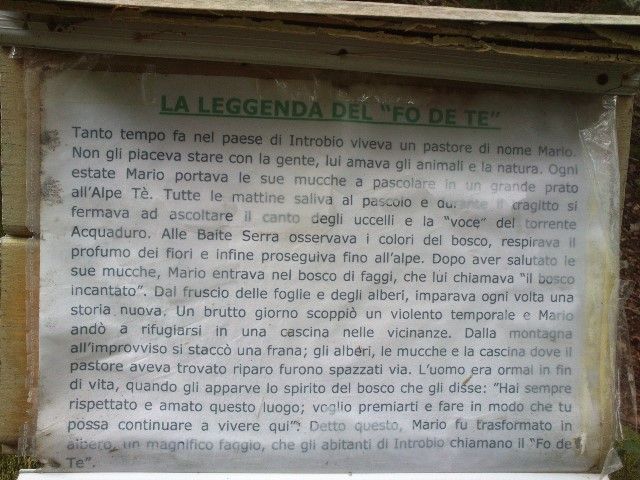 LA LEGGENDA DEL "FO DE TE"
Tanto tempo fa nel paese di Introbio viveva un pastore di nome Mario.
Non gli piaceva stare con la gente, lui amava gli animali e la natura. Ogni
estate Mario portava le sue mucche a pascolare in un grande prato
all'Alpe Tè. Tutte le mattine saliva al pascolo e durante il tragitto si
fermava ad ascoltare il canto degli uccelli e la "voce" del torrente
Acquaduro. Alle Baite Serra osservava i colori del bosco, respirava il
profumo dei fiori e infine proseguiva fino all'alpe. Dopo aver salutato le
sue mucche, Mario entrava nel bosco di faggi, che lui chiamava "il bosco
incantato". Dal fruscio delle foglie e degli alberi, imparava ogni volta una
storia nuova. Un brutto giorno scoppiò un violento temporale e Mario
andò a rifugiarsi in una cascina nelle vicinanze. Dalla montagna
all'improvviso si staccò una frana; gli alberi, le mucche e la cascina dove il
pastore aveva trovato riparo furono spazzati via. L'uomo era ormai in fin
di vita, quando gli apparve lo spirito del bosco che gli disse: "Hai sempre
rispettato e amato questo luogo; voglio premiarti e fare in modo che tu
possa continuare a vivere qui". Detto questo, Mario fu trasformato in
albero, un magnifico faggio, che gli abitanti di Introbio chiamano il "Fo de
Te".